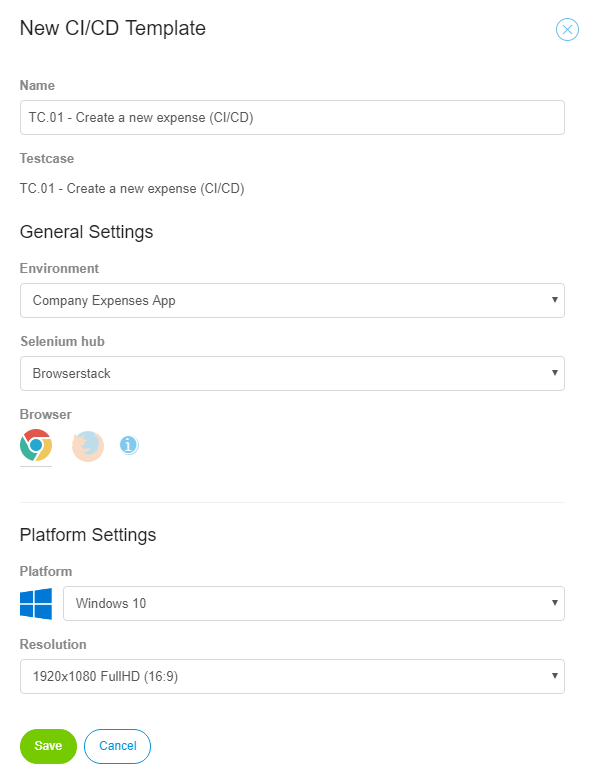 New CI/CD Template
Name
TC.01 - Create a new expense (CI/CD)
Testcase
TC.01 - Create a new expense (CI/CD)
General Settings
Environment
Company Expenses App
Selenium hub
Browserstack
Browser
i
Platform Settings
Platform
Windows 10
Resolution
1920x1080 FullHD (16:9)
Save Cancel